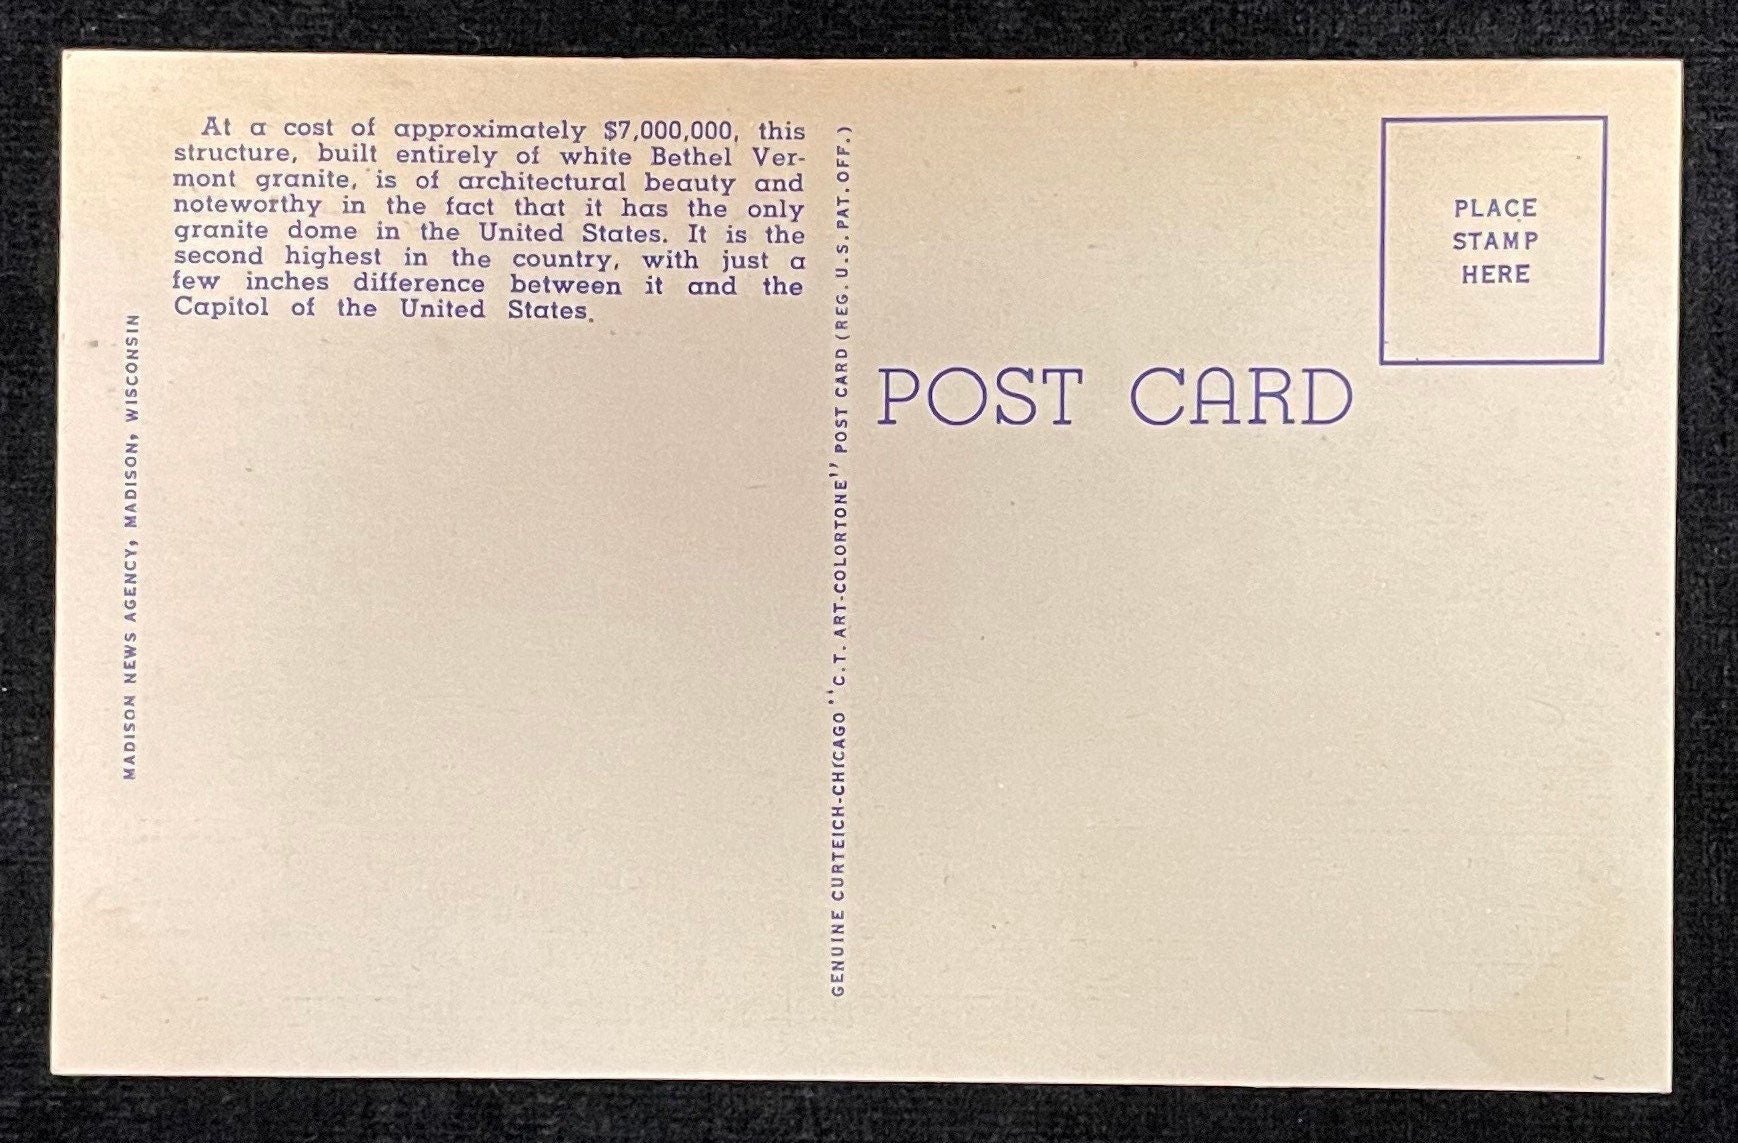 At a cost of approximately $7,000,000, this
structure, built entirely of white Bethel Ver-
mont granite, is of architectural beauty and
noteworthy in the fact that it has the only
granite dome in the United States. It is the
second highest in the country, with just a
few inches difference between it and the
Capitol of the United States.
MADISON NEWS AGENCY, MADISON, WISCONSIN
GENUINE CURTEICH-CHICAGO "C.T. ART-COLORTONE" POST CARD (REG. U.S. PAT. OFF.)
POST CARD
PLACE
STAMP
HERE